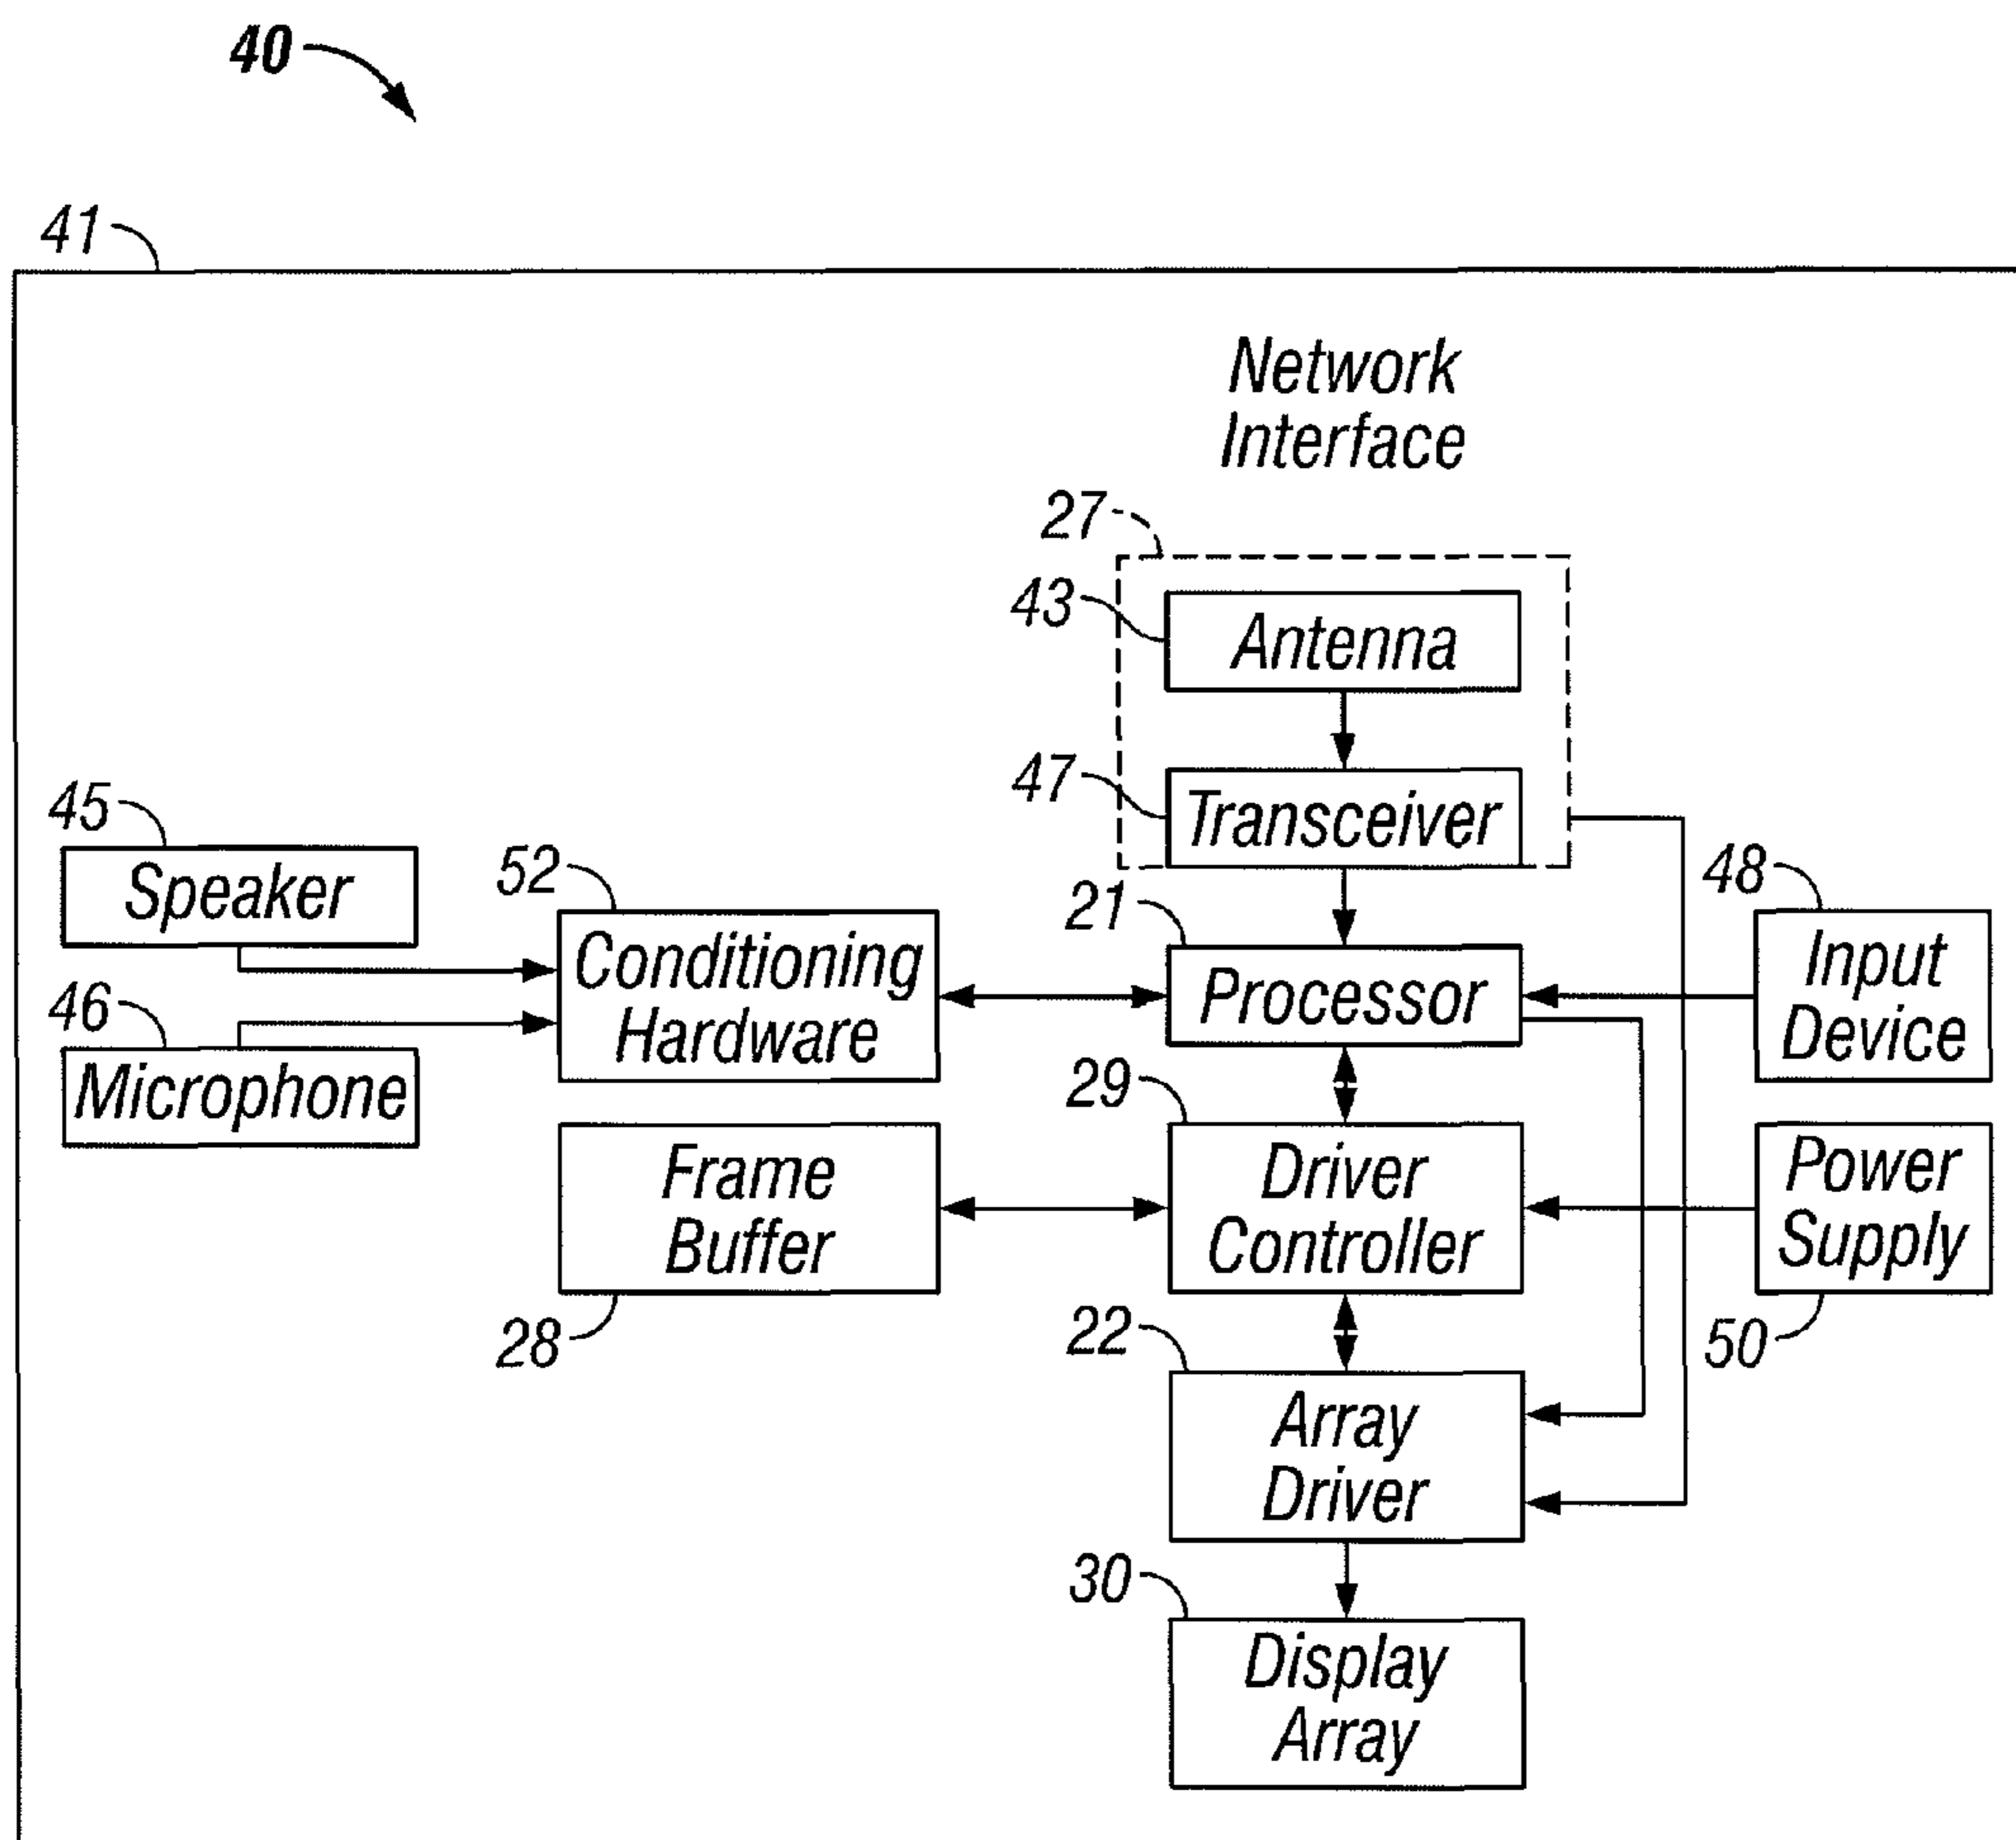 40
41
Network
Interface
27
43
Antenna
47
Transceiver
45
Speaker
52
Conditioning
Hardware
21
Processor
48
Input
Device
46
Microphone
29
Driver
Controller
Frame
Buffer
28
Power
Supply
50
22
Array
Driver
30
Display
Array